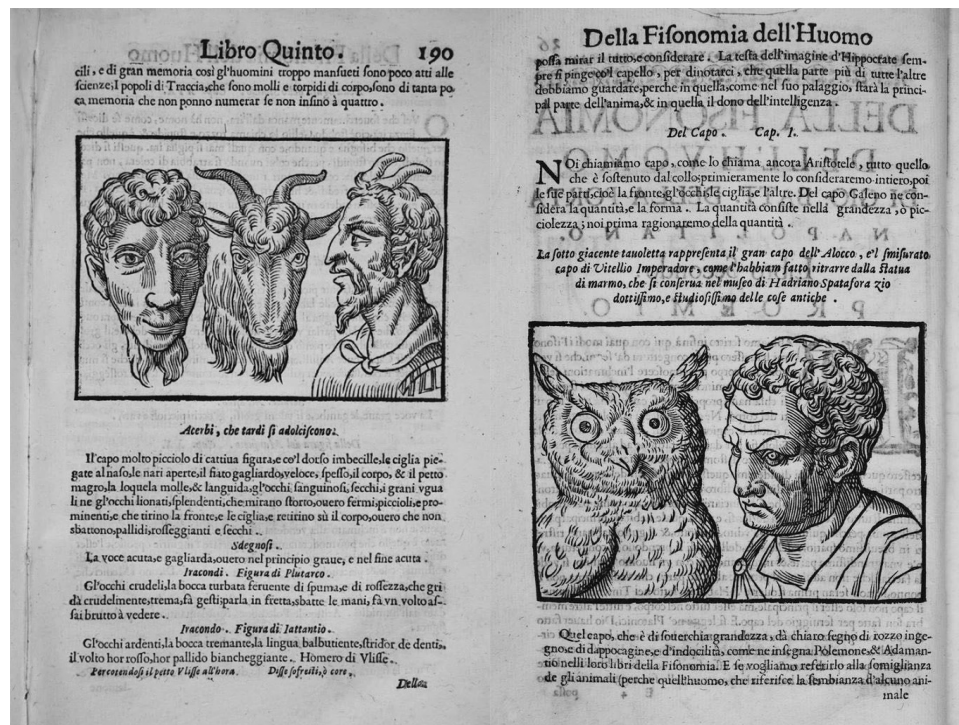 Libro Quinto. 190
cili, e di gran memoria così gl'huomini troppo mansueti sono poco atti alle
scienze, I popoli di Traccia, che sono molli e torpidi di corpo, sono di tanta po
ca memoria che non ponno numerar se non insino à quattro.
Acerbi, che tardi si adolciscono.
Il capo molto picciolo di cattiua figura, e co'l dorso imbecille, le ciglia pie-
gate al naso, le nari aperte, il fiato gagliardo, veloce, spesso, il corpo, & il petto
magro, la loquela molle, & languida, gl'occhi sanguinosi, secchi, i grani vgua
li ne gl'occhi lionati, splendenti, che mirano storto, ouero fermi, piccioli, e pro-
minenti, e che tirino la fronte, e le ciglia, e retirino sù il corpo, ouero che non
sbattono, pallidi, rosseggianti e secchi.
Sdegnosi.
La voce acuta, e gagliarda, ouero nel principio graue, e nel fine acuta.
Iracondi. Figura di Plutarco.
Gl'occhi crudeli, la bocca turbata feruente di spuma, e di rossezza, che gri
dà crudelmente, trema, fà gesti, parla in fretta, sbatte le mani, fà vn volto as-
sai brutto à vedere.
Iracondo. Figura di Iattantio.
Gl'occhi ardenti, la bocca tremante, la lingua balbutiente, stridor de denti,
il volto hor rosso, hor pallido biancheggiante. Homero di Vlisse.
Percotendosi il petto Vlisse all'hora. Disse sofresti, ò core.
Della
Della Fisonomia dell'Huomo
possa mirar il tutto, e considerare. La testa dell'imagine d'Hippocrate sem-
pre si pinge co'l capello, per dinotarci, che quella parte più di tutte l'altre
dobbiamo guardare, perche in quella, come nel suo palaggio, starà la princi-
pal parte dell'anima, & in quella il dono dell'intelligenza.
Del Capo. Cap. I.
NOi chiamiamo capo, come lo chiama ancora Aristotele, tutto quello
che è sostenuto dal collo: primieramente lo consideraremo intiero, poi
le sue parti, cioè la fronte, gl'occhi, le ciglia, e l'altre. Del capo Galeno ne con-
sidera la quantità, e la forma. La quantità consiste nella grandezza, ò pic-
ciolezza; noi prima ragionaremo della quantità.
La sotto giacente tauoletta rappresenta il gran capo dell'Alocco, e'l smisurato
capo di Vitellio Imperadore, come l'habbiam fatto, ritrarre dalla statua
di marmo, che si conserua nel museo di Hadriano Spatafora zio
dottissimo, e studiosissimo delle cose antiche.
Quel capo, che è di souerchia grandezza, dà chiaro segno di rozzo inge-
gno, e di dappocagine, e d'indocilità, come ne insegna Polemone, & Adaman-
tio nelli loro libri della Fisonomia. E se vogliamo referirlo alla somiglianza
de gli animali (perche quell'huomo, che riferisce la sembianza d'alcuno ani-
male